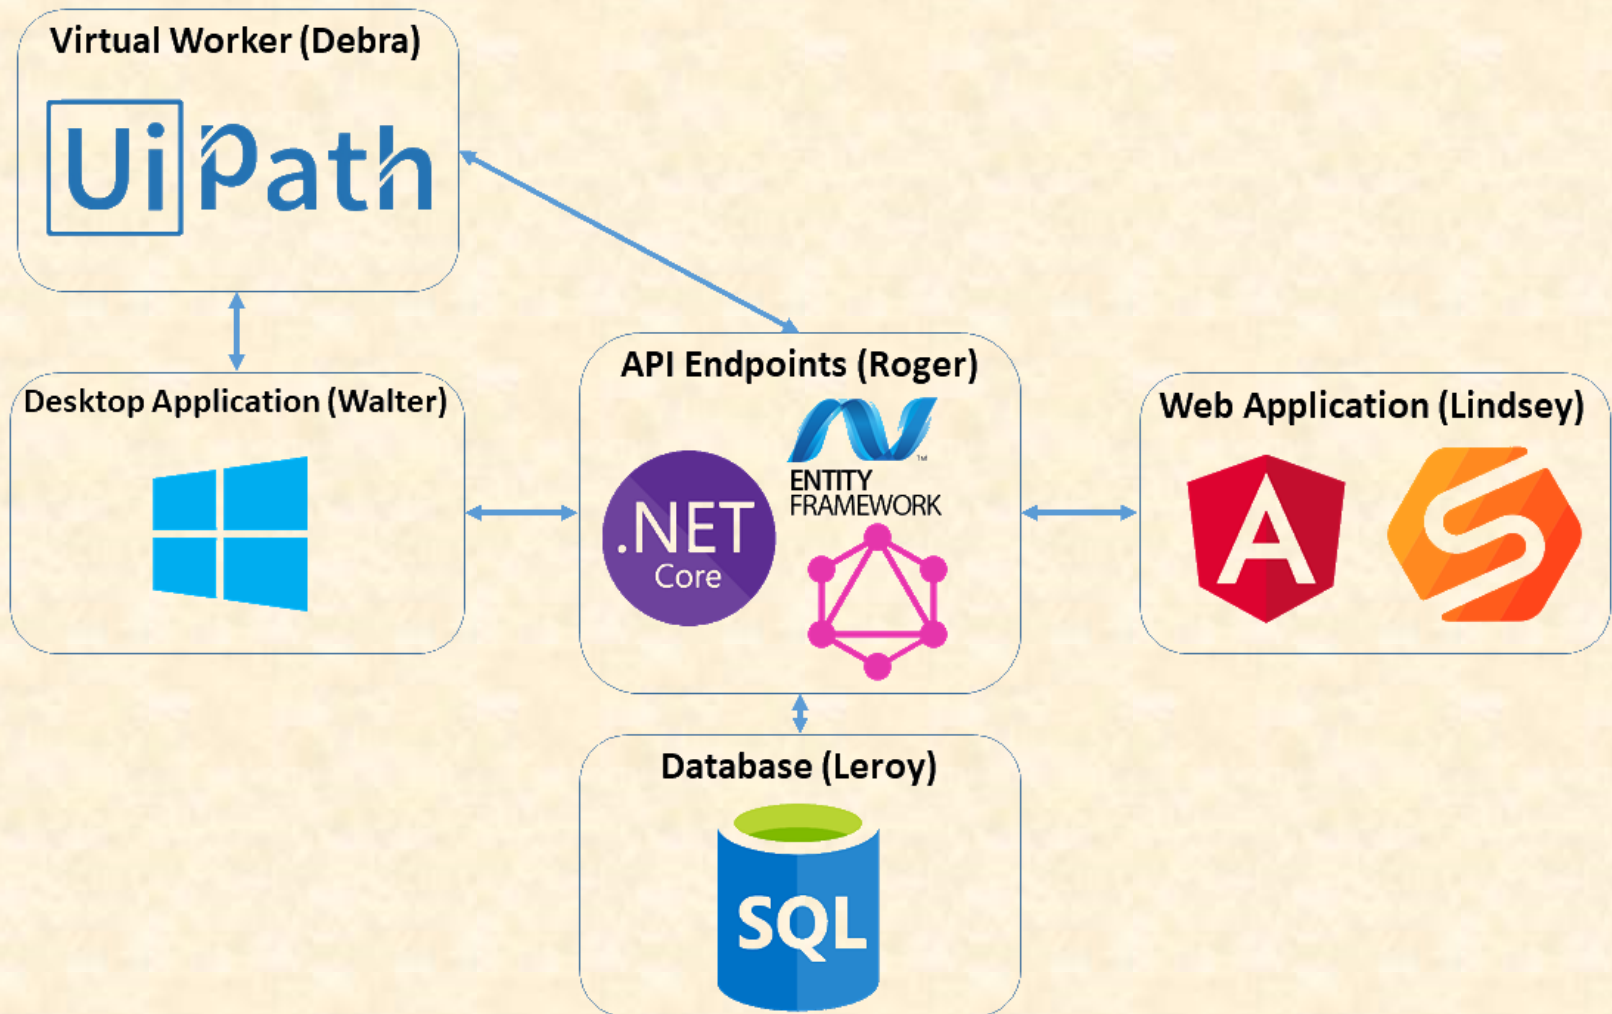 Virtual Worker (Debra)
UiPath
Desktop Application (Walter)
API Endpoints (Roger)
.NET
Core
ENTITY
FRAMEWORK
TM
Web Application (Lindsey)
A
S
Database (Leroy)
SQL